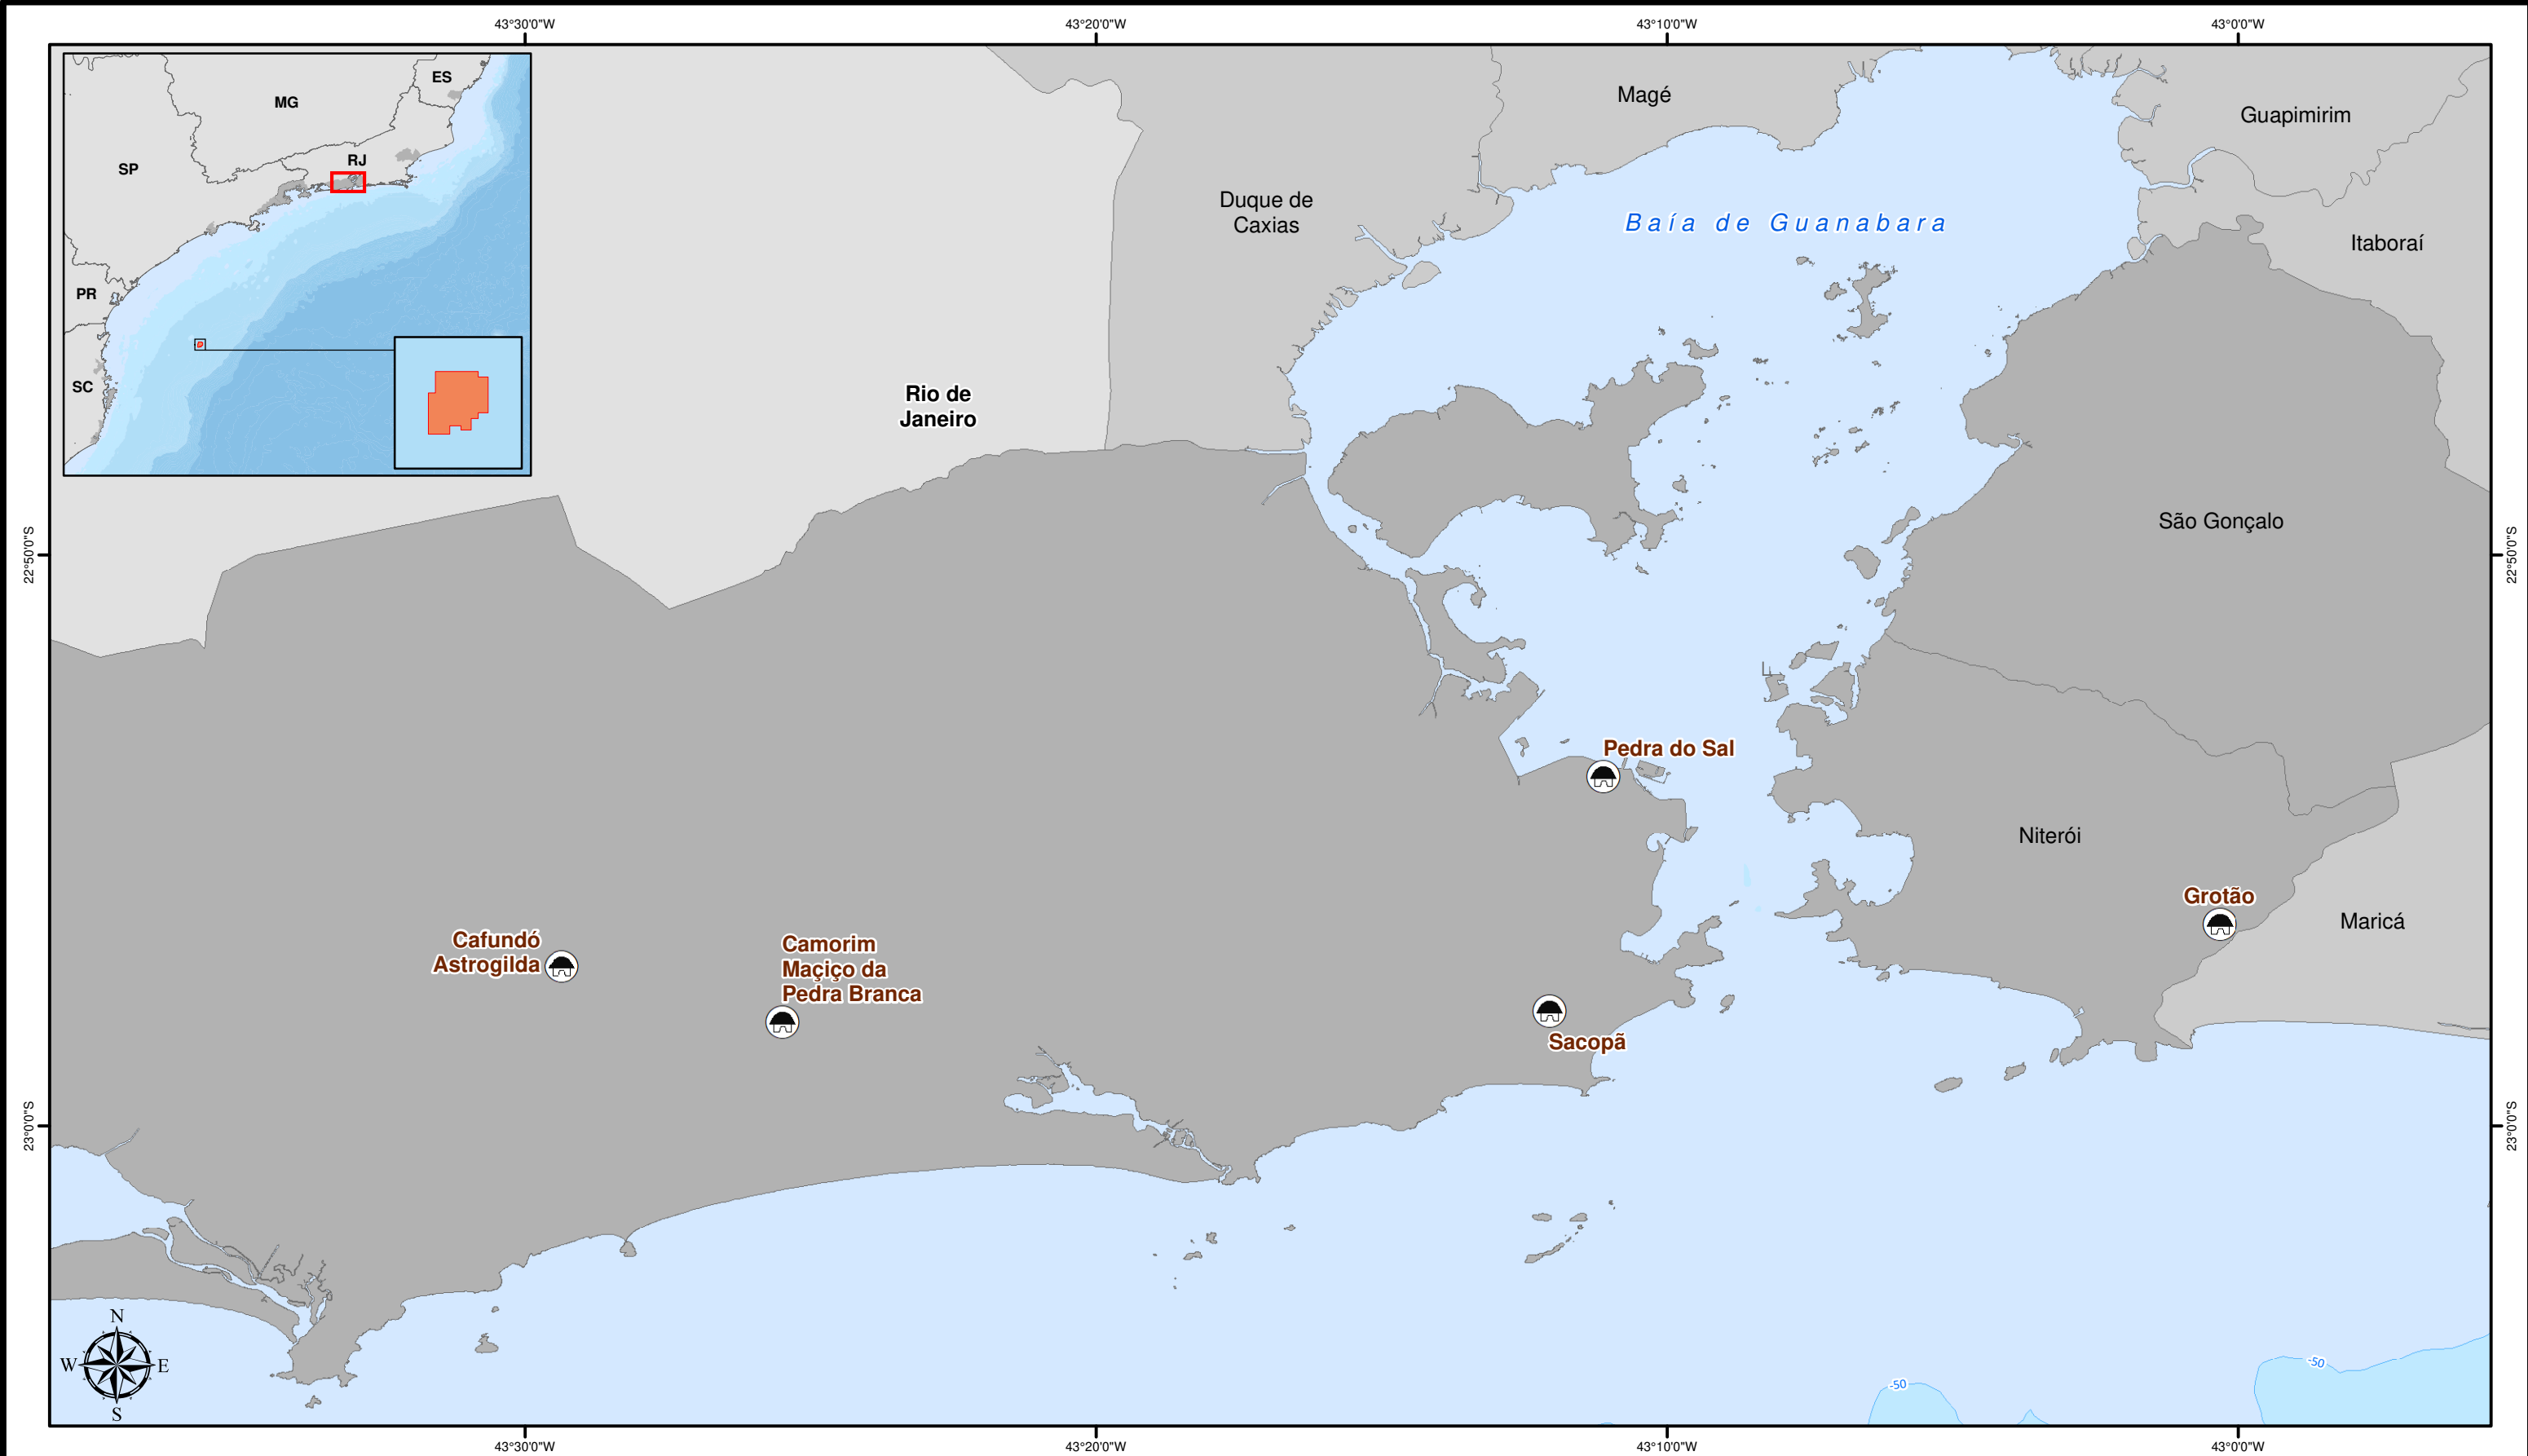 43°30'0"W
43°20'0"W
43°10'0"W
43°0'0"W
ES
MG
RJ
SP
PR
SC
Magé
Guapimirim
Duque de
Caxias
Baía de Guanabara
Itaboraí
Rio de
Janeiro
São Gonçalo
22°50'0"S
22°50'0"S
Pedra do Sal
Niterói
Grotão
Maricá
Cafundó
Astrogilda
Camorim
Maçiço da
Pedra Branca
Sacopã
23°0'0"S
23°0'0"S
N
W
E
S
-50
-50
43°30'0"W
43°20'0"W
43°10'0"W
43°0'0"W